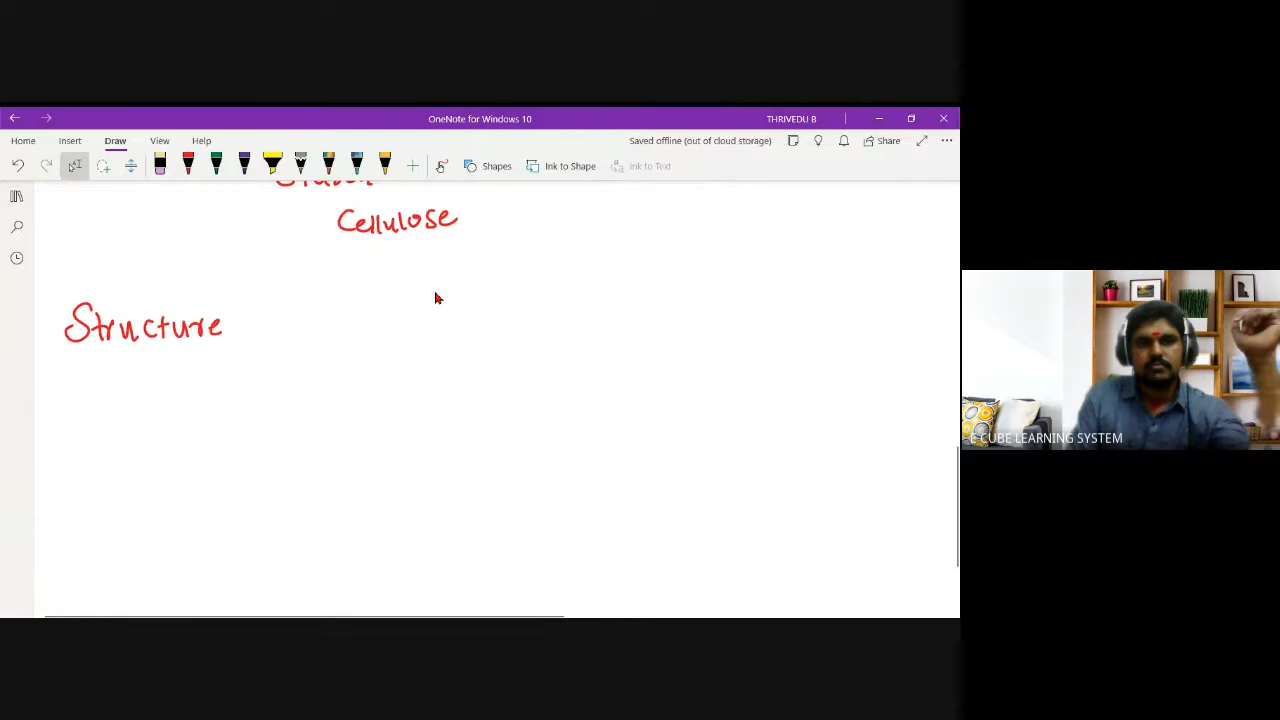 OneNote for Windows 10
THRIVEDU B
Home
Insert
Draw
View
Help
Saved offline (out of cloud storage)
Share
Shapes
Ink to Shape
Ink to Text
Cellulose
Structure
CUBE LEARNING SYSTEM